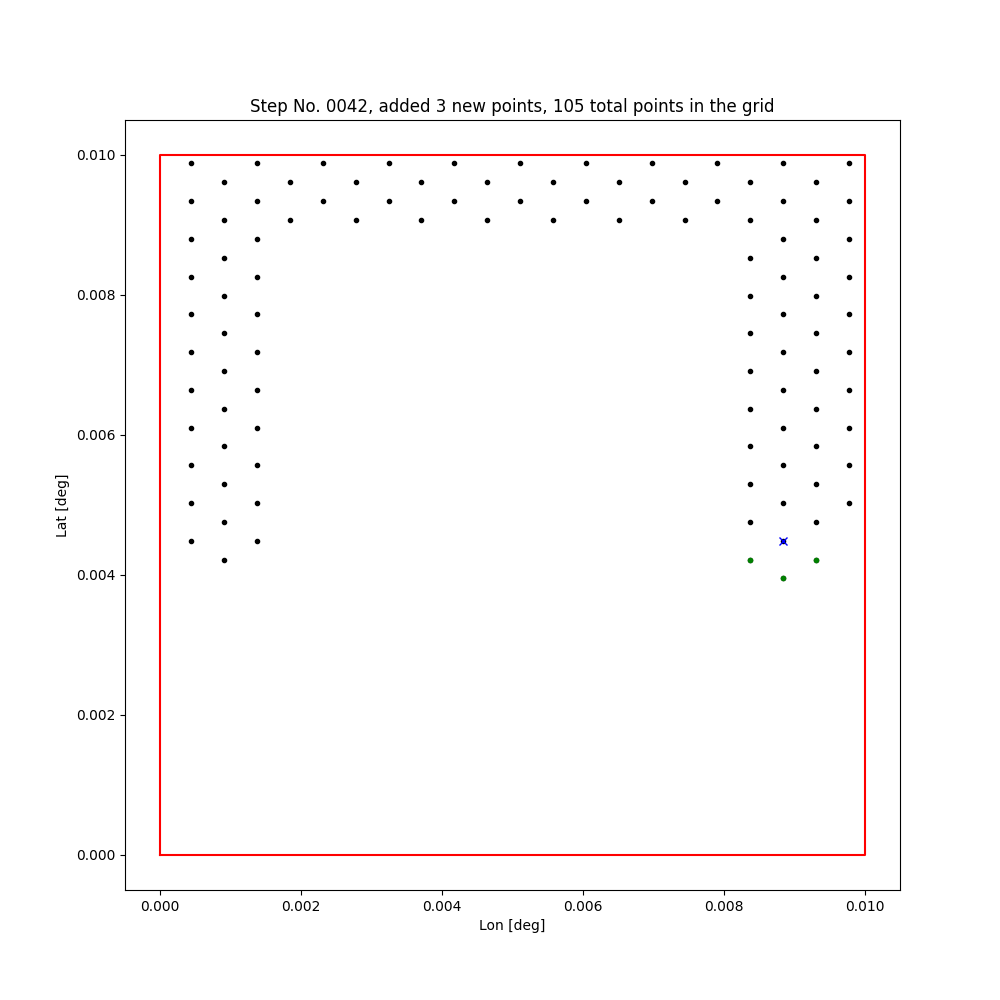 Step No. 0042, added 3 new points, 105 total points in the grid
0.010
0.008
0.006
0.004
0.002
0.000
Lat [deg]
0.000 0.002 0.004 0.006 0.008 0.010
Lon [deg]